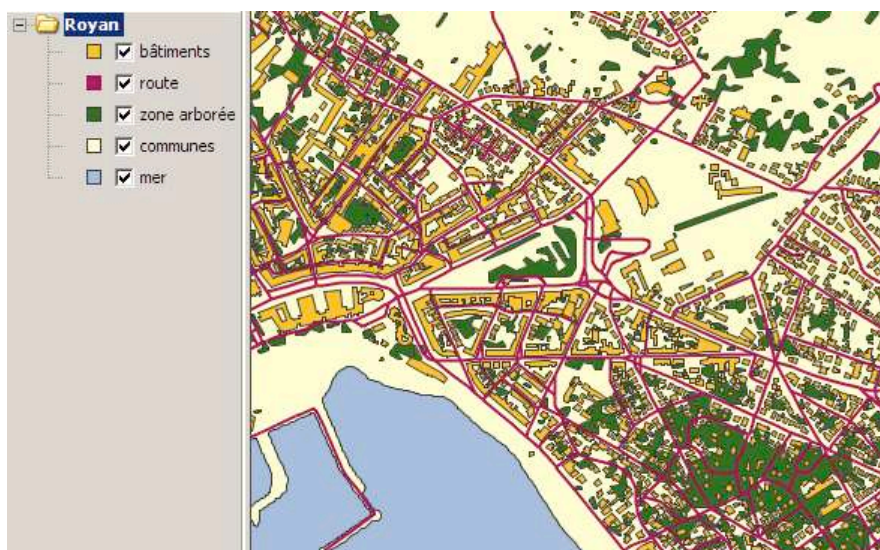 Royan
bâtiments
route
zone arborée
communes
mer